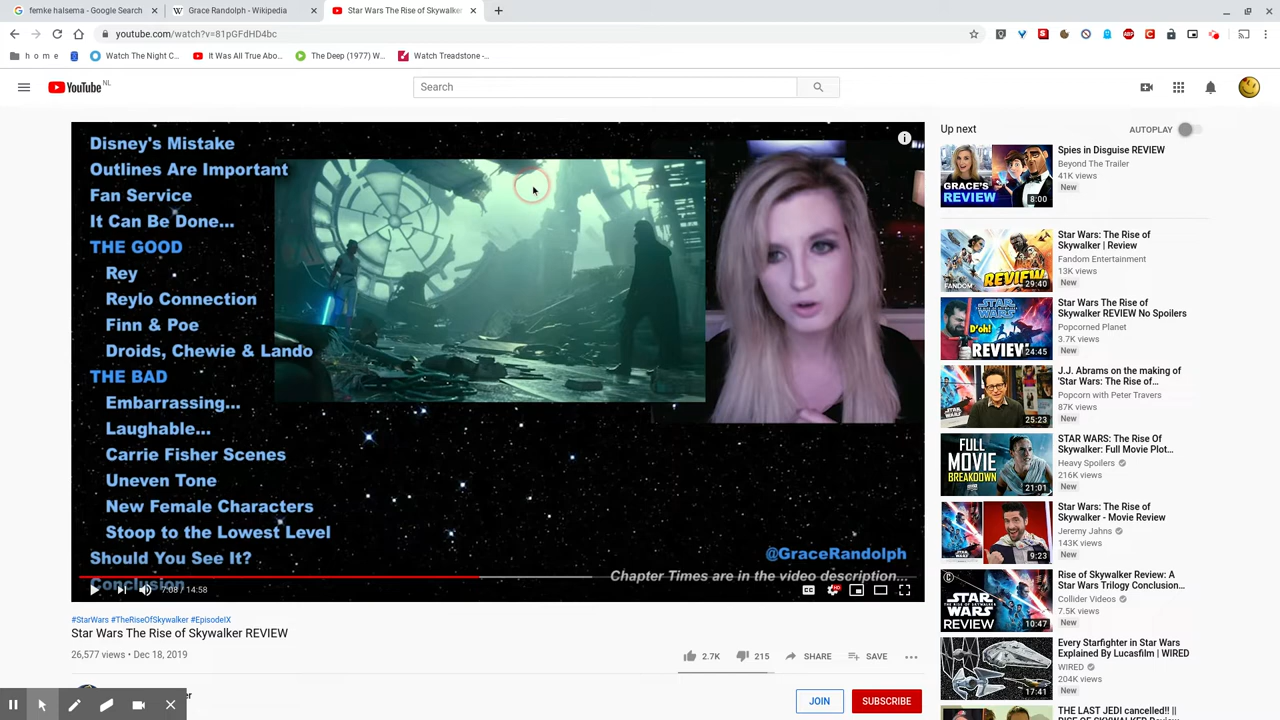 femke halsema - Google Search
Grace Randolph - Wikipedia
Star Wars The Rise of Skywalker
youtube.com/watch?v=81pGFdHD4bc
h o m e
Watch The Night C...
It Was All True Abo...
The Deep (1977) W...
Watch Treadstone -...
YouTube NL
Search
Disney's Mistake
Outlines Are Important
Fan Service
It Can Be Done...
THE GOOD
Rey
Reylo Connection
Finn & Poe
Droids, Chewie & Lando
THE BAD
Embarrassing...
Laughable...
Carrie Fisher Scenes
Uneven Tone
New Female Characters
Stoop to the Lowest Level
Should You See It?
Conclusion
@GraceRandolph
Chapter Times are in the video description...
7:08 / 14:58
CC
HD
#StarWars #TheRiseOfSkywalker #EpisodeIX
Star Wars The Rise of Skywalker REVIEW
26,577 views • Dec 18, 2019
2.7K
215
SHARE
SAVE
JOIN
SUBSCRIBE
Up next
AUTOPLAY
GRACE'S
REVIEW
8:00
Spies in Disguise REVIEW
Beyond The Trailer
41K views
New
FANDOM
REVIEW
29:40
Star Wars: The Rise of
Skywalker | Review
Fandom Entertainment
13K views
New
STAR WARS
D'oh!
REVIEW
24:45
Star Wars The Rise of
Skywalker REVIEW No Spoilers
Popcorned Planet
3.7K views
New
25:23
J.J. Abrams on the making of
'Star Wars: The Rise of...
Popcorn with Peter Travers
87K views
New
FULL
MOVIE
BREAKDOWN
21:01
STAR WARS: The Rise Of
Skywalker: Full Movie Plot...
Heavy Spoilers
216K views
New
9:23
Star Wars: The Rise of
Skywalker - Movie Review
Jeremy Jahns
143K views
New
STAR
WARS
REVIEW
10:47
Rise of Skywalker Review: A
Star Wars Trilogy Conclusion...
Collider Videos
7.5K views
New
17:41
Every Starfighter in Star Wars
Explained By Lucasfilm | WIRED
WIRED
204K views
New
THE LAST JEDI cancelled!! ||